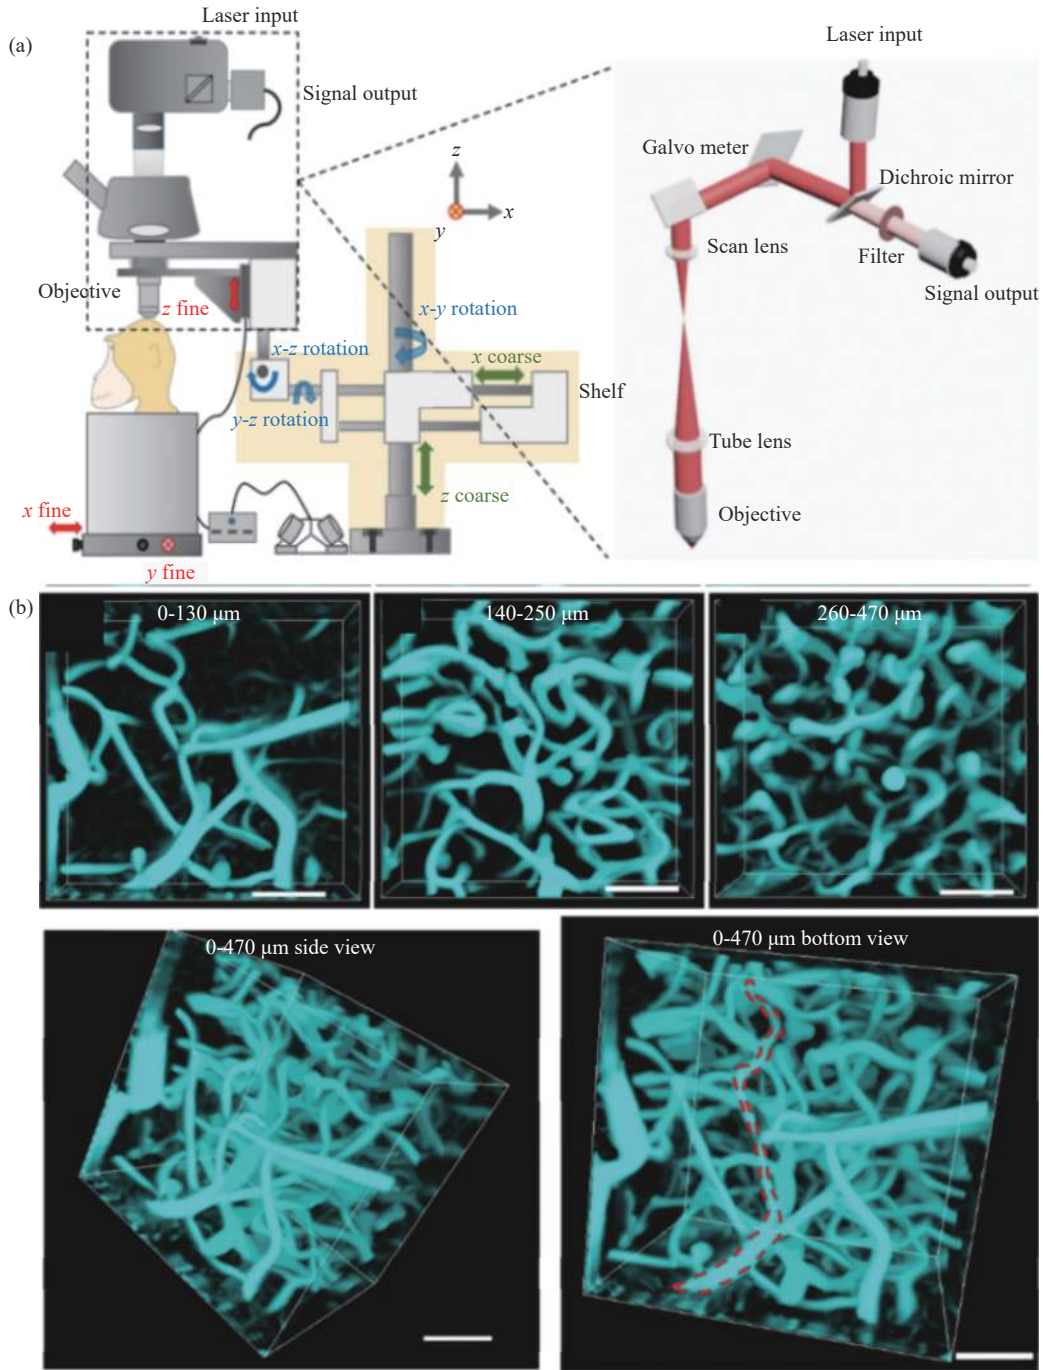 (a)
Laser input
Signal output
Objective
z fine
z
x
y
x-y rotation
x-z rotation
x coarse
Shelf
y-z rotation
z coarse
x fine
y fine
Laser input
Galvo meter
Dichroic mirror
Scan lens
Filter
Signal output
Tube lens
Objective
(b)
0-130 μm
140-250 μm
260-470 μm
0-470 μm side view
0-470 μm bottom view